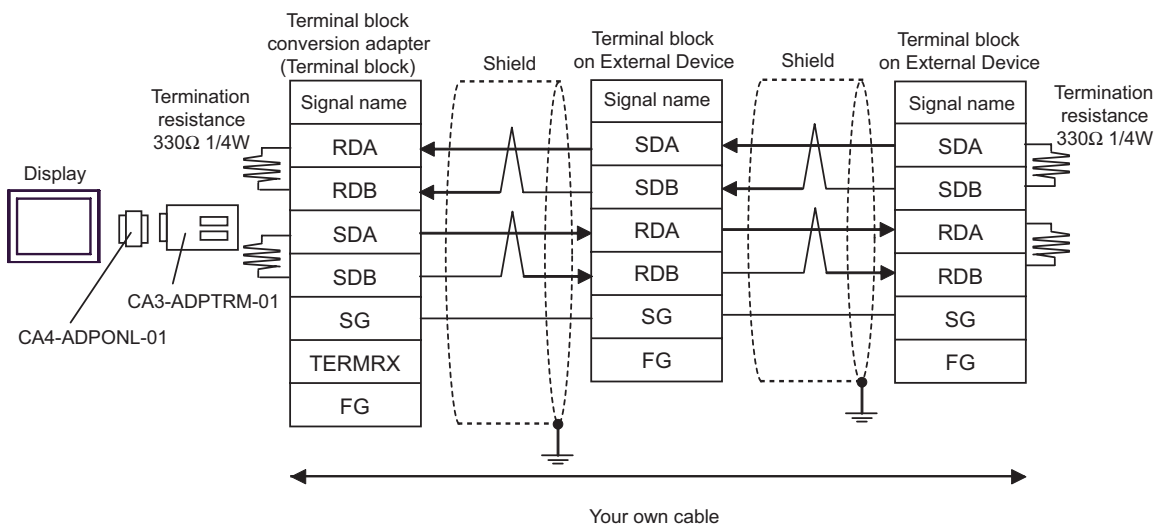 Terminal block
conversion adapter
(Terminal block)
Shield
Terminal block
on External Device
Shield
Terminal block
on External Device
Termination
resistance
330Ω 1/4W
Termination
resistance
330Ω 1/4W
Display
CA4-ADPONL-01
CA3-ADPTRM-01
Signal name
RDA
RDB
SDA
SDB
SG
TERMRX
FG
Signal name
SDA
SDB
RDA
RDB
SG
FG
Signal name
SDA
SDB
RDA
RDB
SG
FG
Your own cable